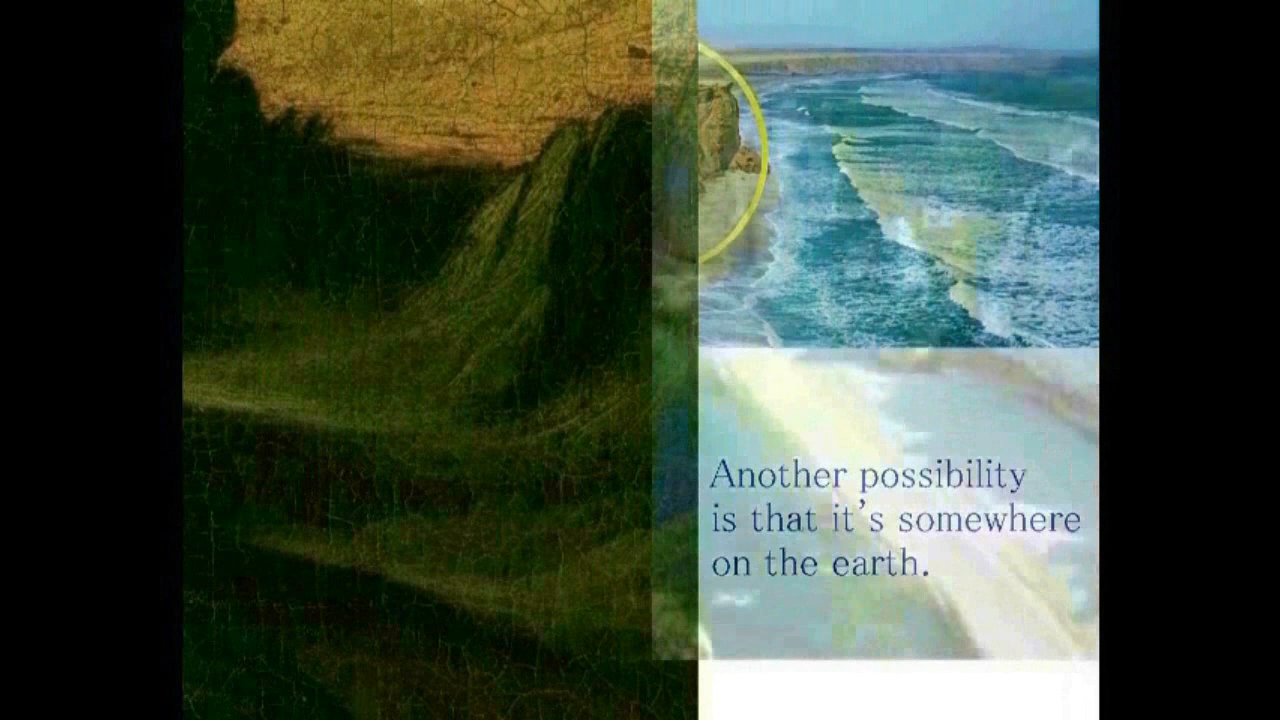 Another possibility
is that it's somewhere
on the earth.